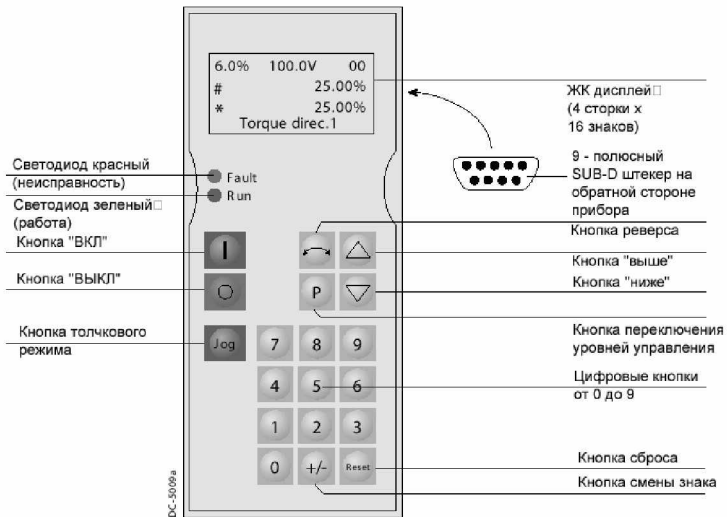 6.0% 100.0V 00
# 25.00%
* 25.00%
Torque direc.1
ЖК дисплей□
(4 сторки x
16 знаков)
9 - полюсный
SUB-D штекер на
обратной стороне
прибора
Светодиод красный
(неисправность)
Светодиод зеленый□
(работа)
Fault
Run
Кнопка "ВКЛ"
Кнопка "ВЫКЛ"
Кнопка толчкового
режима
Кнопка реверса
Кнопка "выше"
Кнопка "ниже"
Кнопка переключения
уровней управления
Цифровые кнопки
от 0 до 9
Кнопка сброса
Кнопка смены знака
I
O
P
Jog
7 8 9
4 5 6
1 2 3
0 +/- Reset
DC-5009a